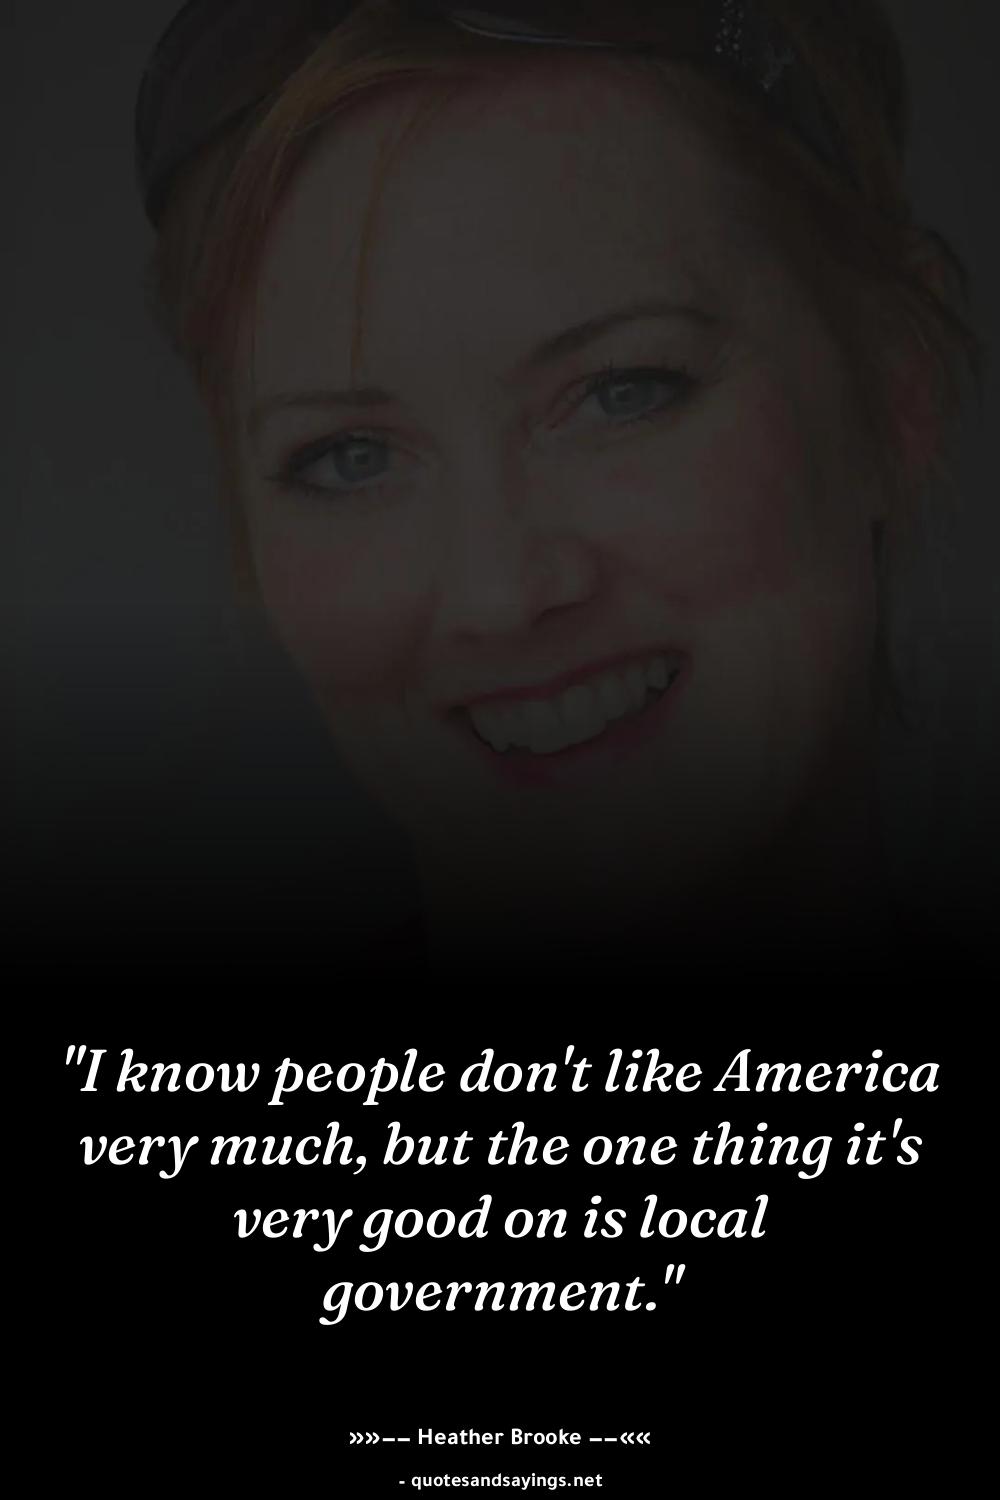 "I know people don't like America
very much, but the one thing it's
very good on is local
government."
»»–– Heather Brooke ––««
- quotesandsayings.net